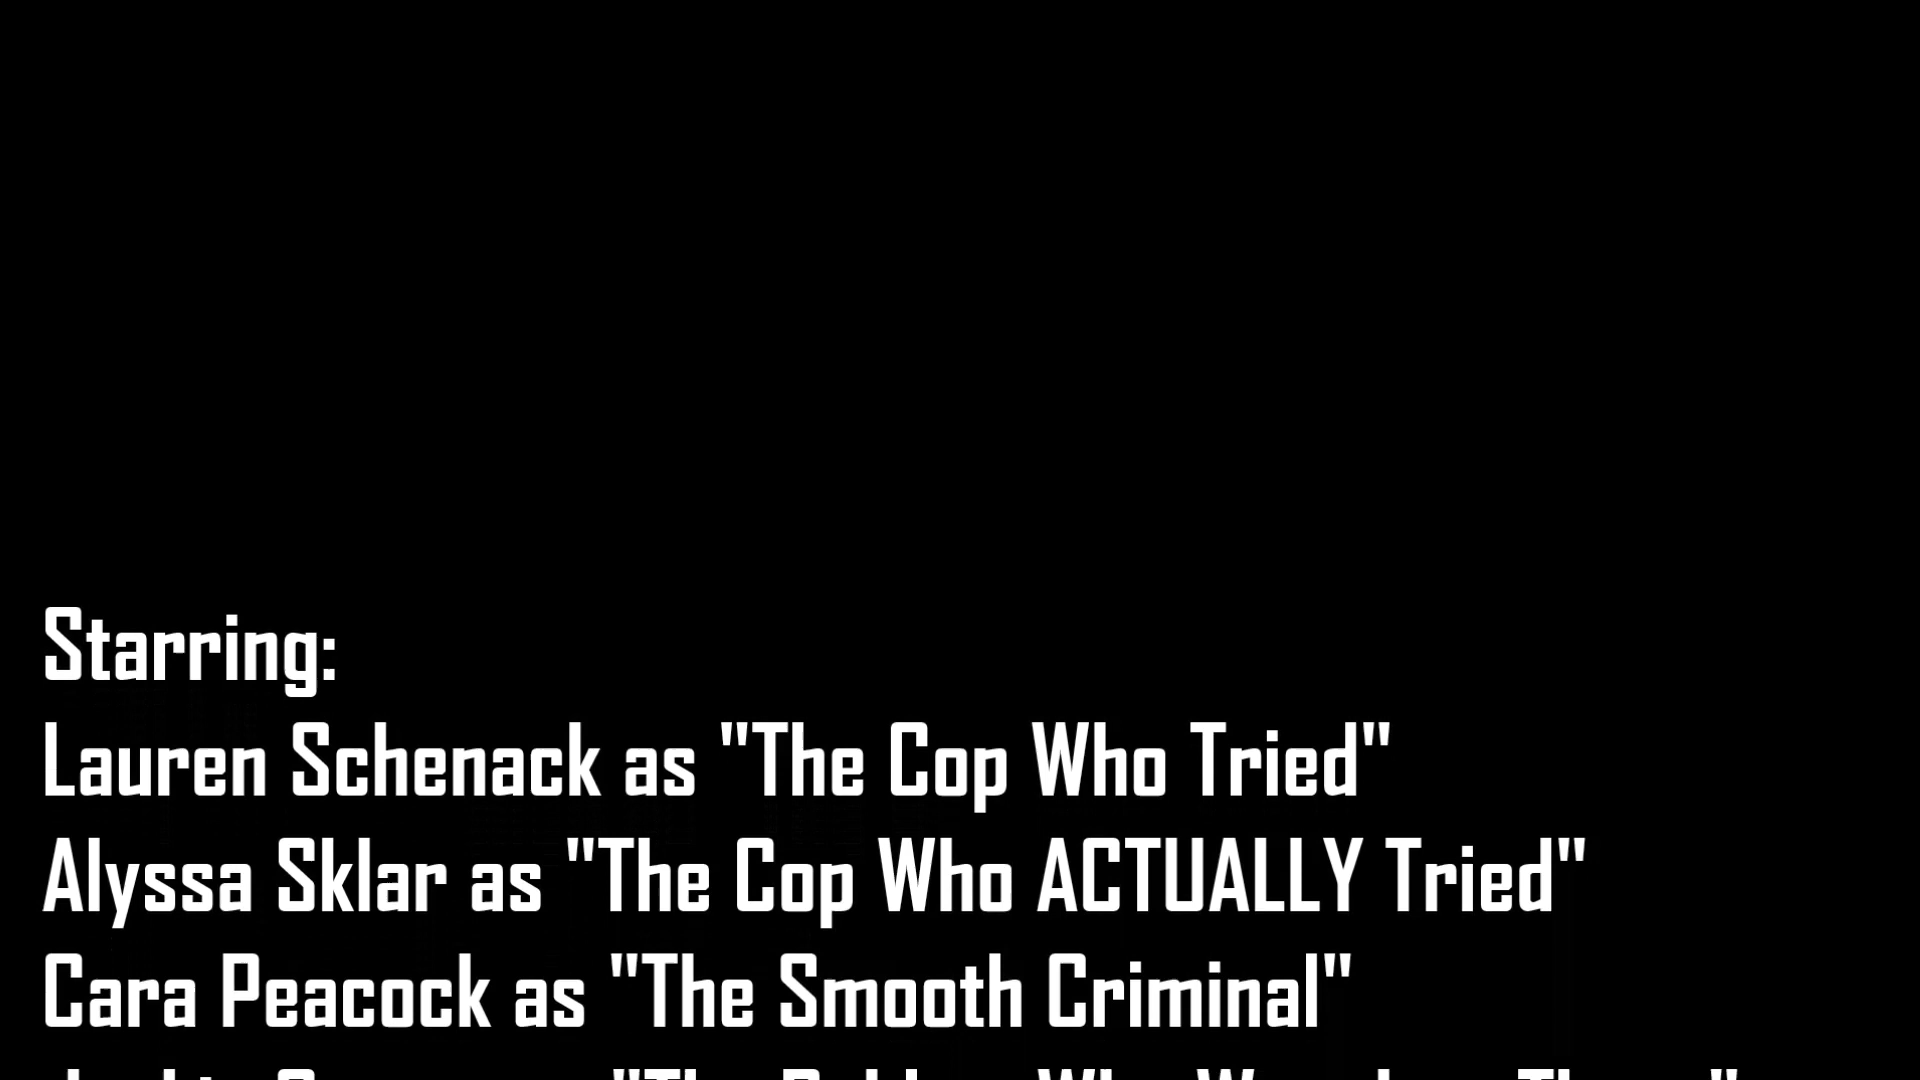 Starring:
Lauren Schenack as "The Cop Who Tried"
Alyssa Sklar as "The Cop Who ACTUALLY Tried"
Cara Peacock as "The Smooth Criminal"